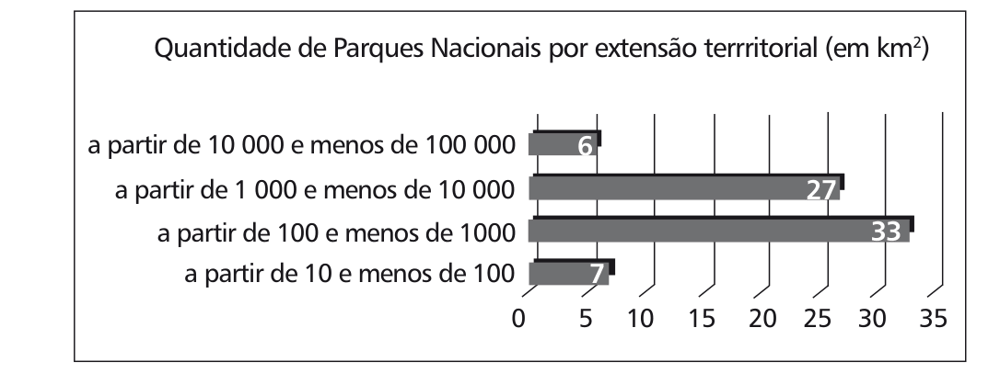 Quantidade de Parques Nacionais por extensão terrritorial (em km²)
a partir de 10 000 e menos de 100 000 6
a partir de 1 000 e menos de 10 000 27
a partir de 100 e menos de 1000 33
a partir de 10 e menos de 100 7
0 5 10 15 20 25 30 35